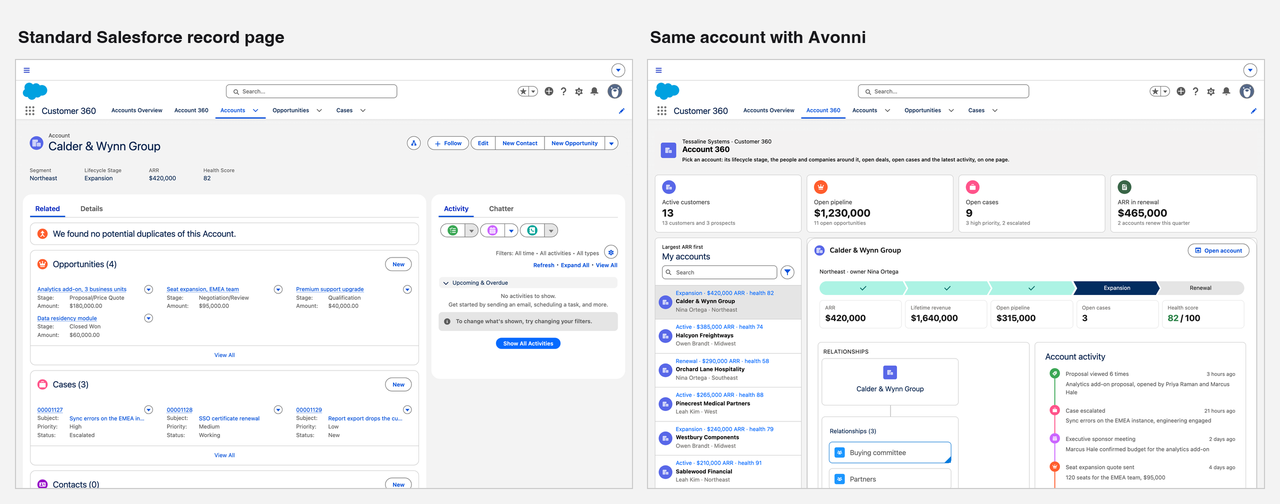 Standard Salesforce record page
Search...
Customer 360
Accounts Overview Account 360 Accounts Opportunities Cases
Account
Calder & Wynn Group
Follow Edit New Contact New Opportunity
Segment Lifecycle Stage ARR Health Score
Northeast Expansion $420,000 82
Related Details
We found no potential duplicates of this Account.
Opportunities (4) New
Analytics add-on, 3 business units Seat expansion, EMEA team Premium support upgrade
Stage: Proposal/Price Quote Stage: Negotiation/Review Stage: Qualification
Amount: $180,000.00 Amount: $95,000.00 Amount: $40,000.00
Data residency module
Stage: Closed Won
Amount: $60,000.00
View All
Cases (3) New
00001127 00001128 00001129
Subject: Sync errors on the EMEA in... Subject: SSO certificate renewal Subject: Report export drops the cu...
Priority: High Priority: Medium Priority: Low
Status: Escalated Status: Working Status: New
View All
Contacts (0) New
Activity Chatter
Filters: All time • All activities • All types
Refresh • Expand All • View All
Upcoming & Overdue
No activities to show.
Get started by sending an email, scheduling a task, and more.
To change what's shown, try changing your filters.
Show All Activities
Same account with Avonni
Search...
Customer 360
Accounts Overview Account 360 Accounts Opportunities Cases
Tessaline Systems · Customer 360
Account 360
Pick an account: its lifecycle stage, the people and companies around it, open deals, open cases and the latest activity, on one page.
Active customers
13
13 customers and 3 prospects
Open pipeline
$1,230,000
11 open opportunities
Open cases
9
3 high priority, 2 escalated
ARR in renewal
$465,000
2 accounts renew this quarter
Largest ARR first
My accounts
Search
Expansion · $420,000 ARR · health 82
Calder & Wynn Group
Nina Ortega · Northeast
Active · $385,000 ARR · health 74
Halcyon Freightways
Owen Brandt · Midwest
Renewal · $290,000 ARR · health 58
Orchard Lane Hospitality
Nina Ortega · Southeast
Active · $265,000 ARR · health 88
Pinecrest Medical Partners
Leah Kim · West
Expansion · $240,000 ARR · health 79
Westbury Components
Owen Brandt · Midwest
Active · $210,000 ARR · health 91
Sablewood Financial
Leah Kim · Northeast
Calder & Wynn Group Open account
Northeast · owner Nina Ortega
Expansion Renewal
ARR Lifetime revenue Open pipeline Open cases Health score
$420,000 $1,640,000 $315,000 3 82 / 100
RELATIONSHIPS
Calder & Wynn Group
Relationships (3)
Buying committee
Partners
Account activity
Proposal viewed 6 times 3 hours ago
Analytics add-on proposal, opened by Priya Raman and Marcus
Hale
Case escalated 21 hours ago
Sync errors on the EMEA instance, engineering engaged
Executive sponsor meeting 2 days ago
Marcus Hale confirmed budget for the analytics add-on
Seat expansion quote sent 4 days ago
120 seats for the EMEA team, $95,000